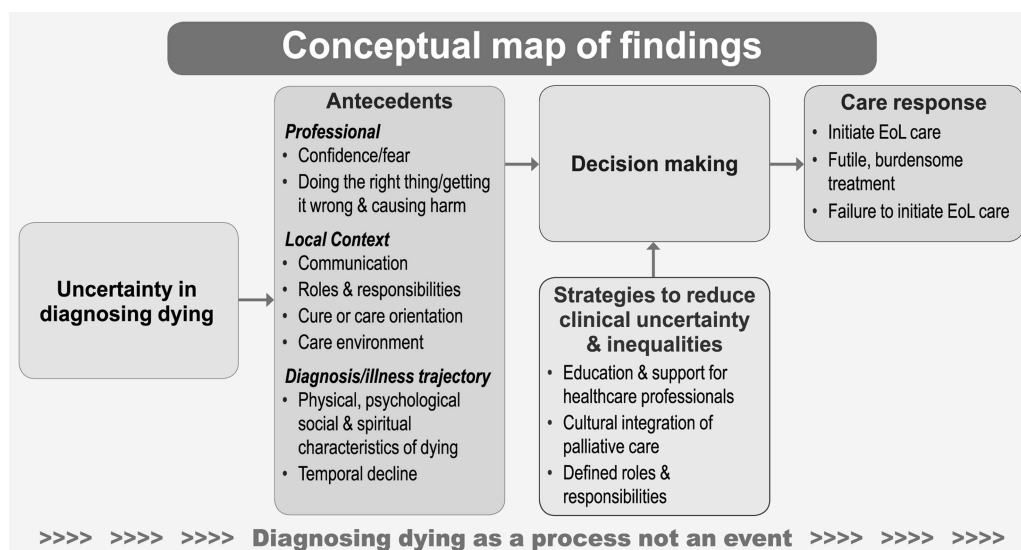 Conceptual map of findings
Uncertainty in
diagnosing dying
Antecedents
Professional
• Confidence/fear
• Doing the right thing/getting
it wrong & causing harm
Local Context
• Communication
• Roles & responsibilities
• Cure or care orientation
• Care environment
Diagnosis/illness trajectory
• Physical, psychological
social & spiritual
characteristics of dying
• Temporal decline
Decision making
Strategies to reduce
clinical uncertainty
& inequalities
• Education & support for
healthcare professionals
• Cultural integration of
palliative care
• Defined roles &
responsibilities
Care response
• Initiate EoL care
• Futile, burdensome
treatment
• Failure to initiate EoL care
>>>> >>>> >>>> Diagnosing dying as a process not an event >>>> >>>> >>>>